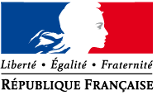 Liberté • Égalité • Fraternité
RÉPUBLIQUE FRANÇAISE